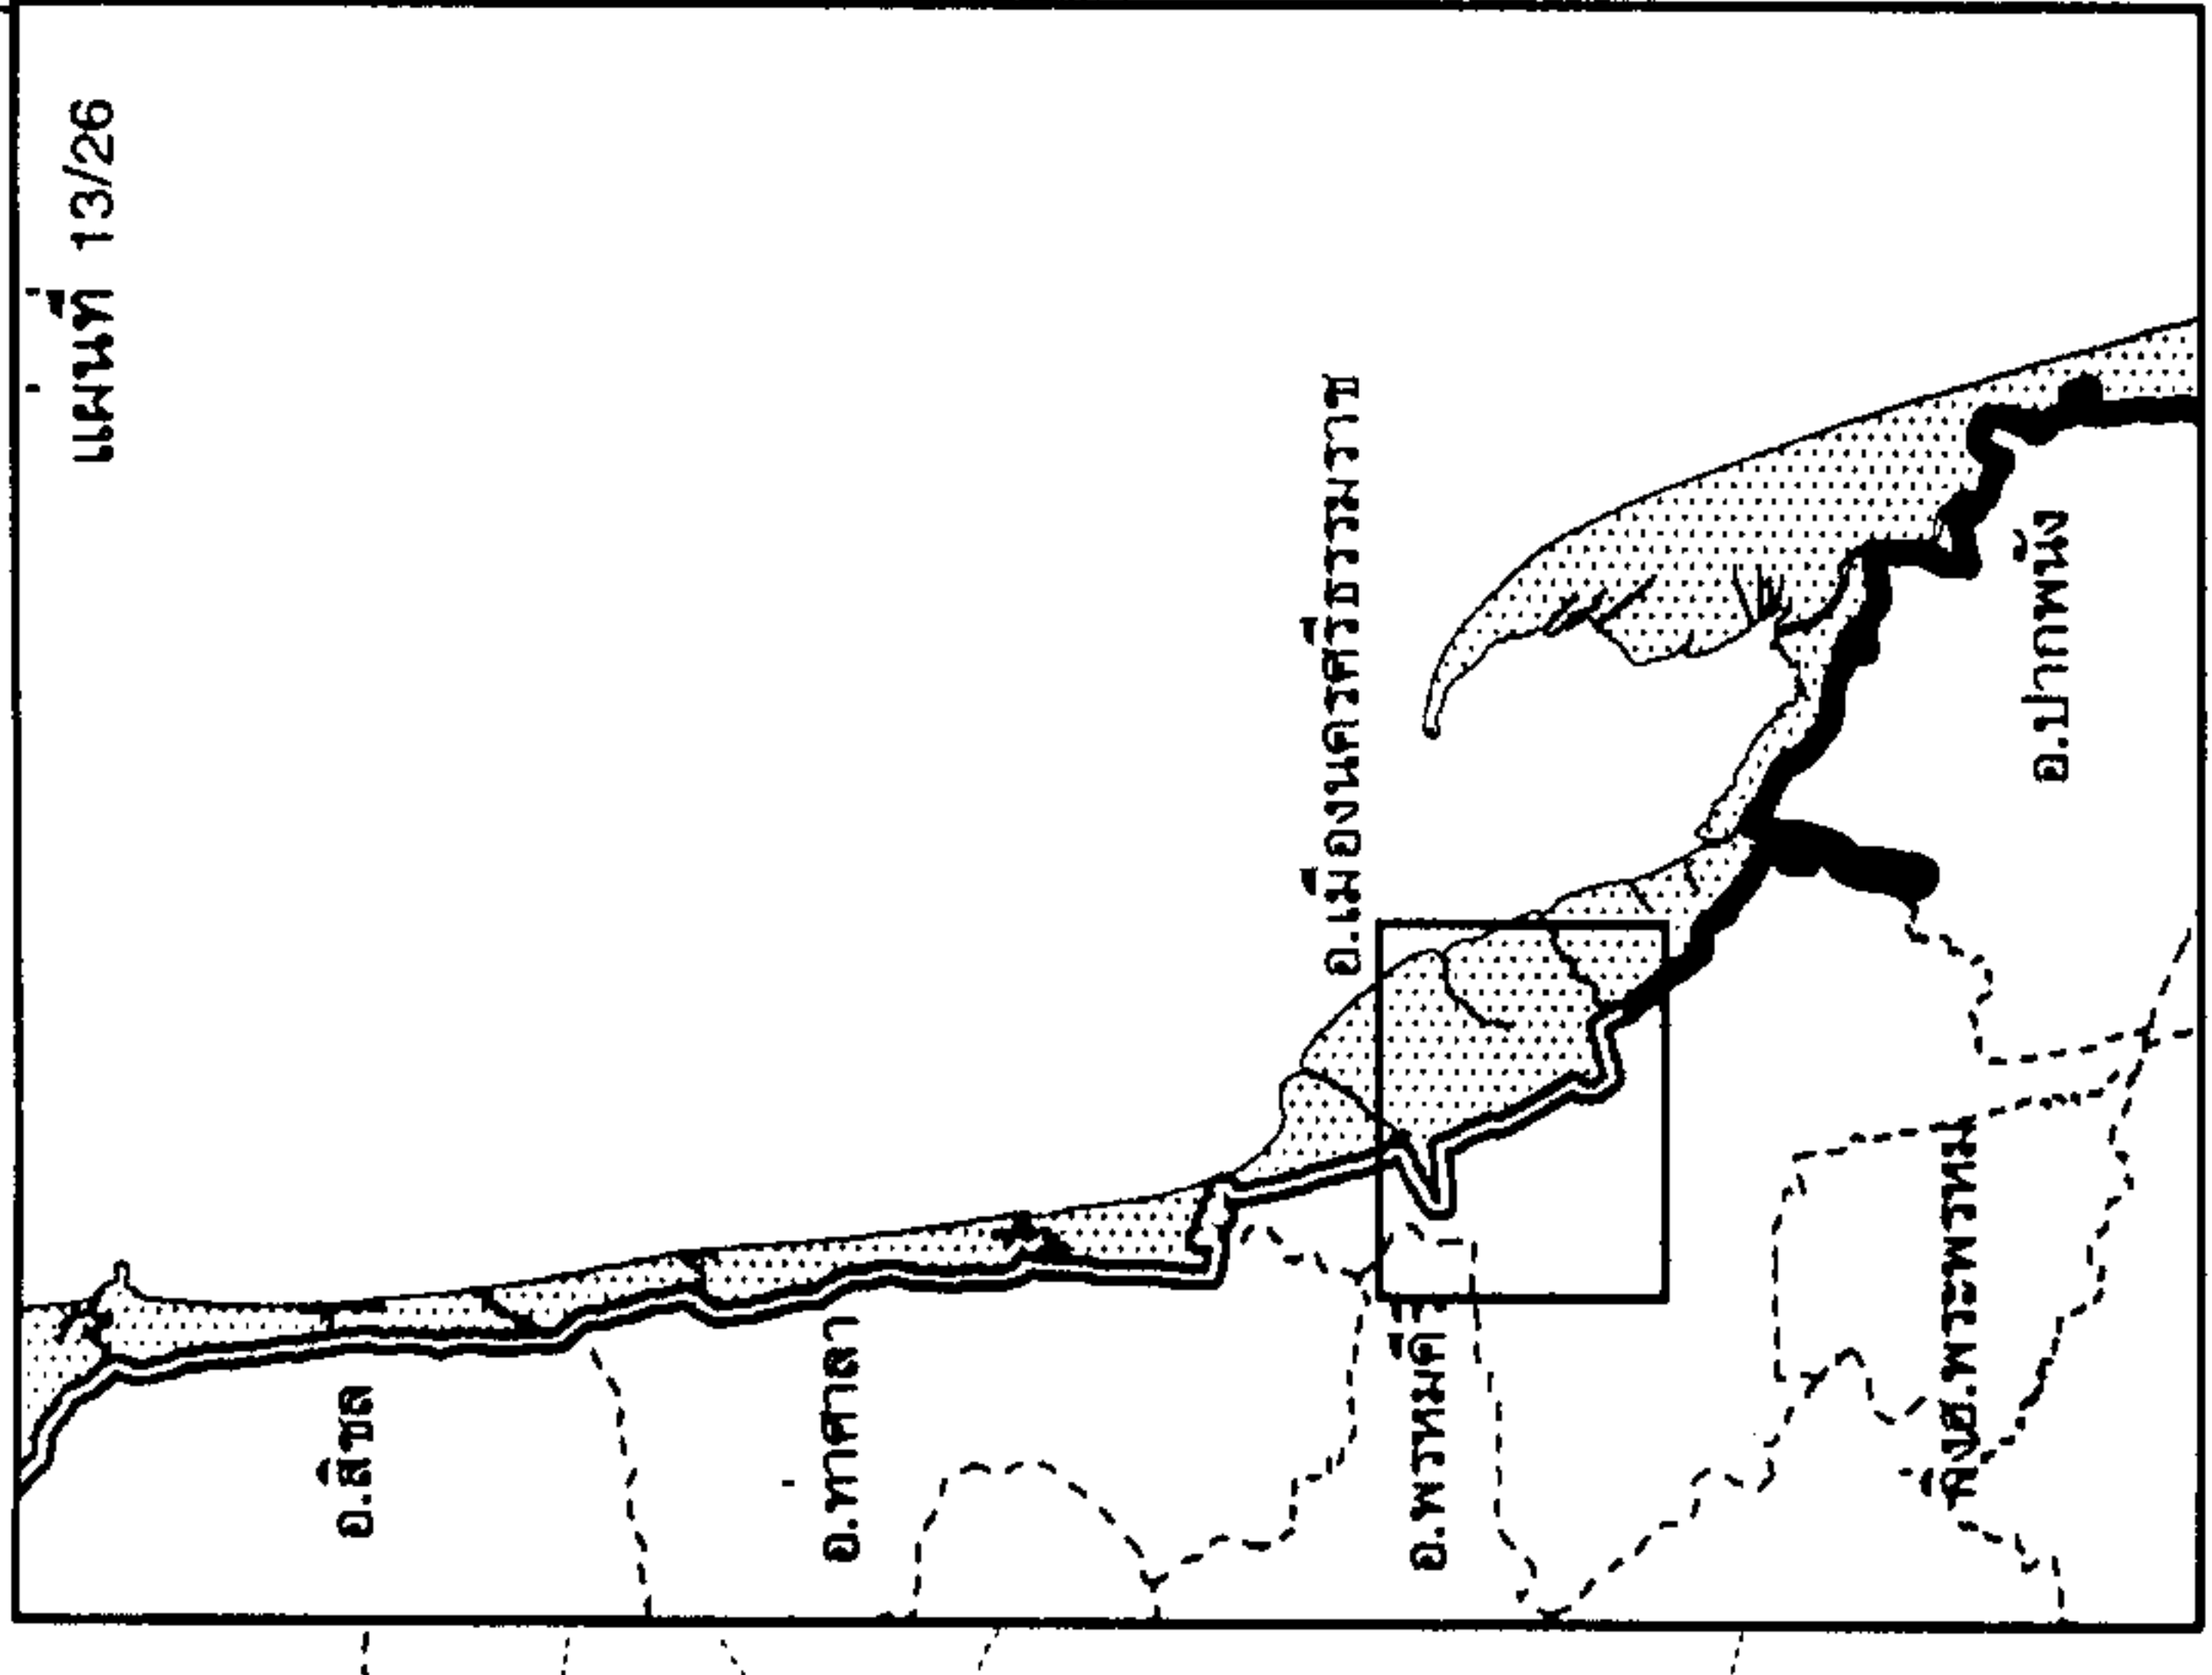 แผ่นที่ 13/26
อ.สิชล
อ.ท่าศาลา
อ.เมืองนครศรีธรรมราช
อ.พรหมคีรี
กิ่งอ.พระพรหม
อ.ปากพนัง